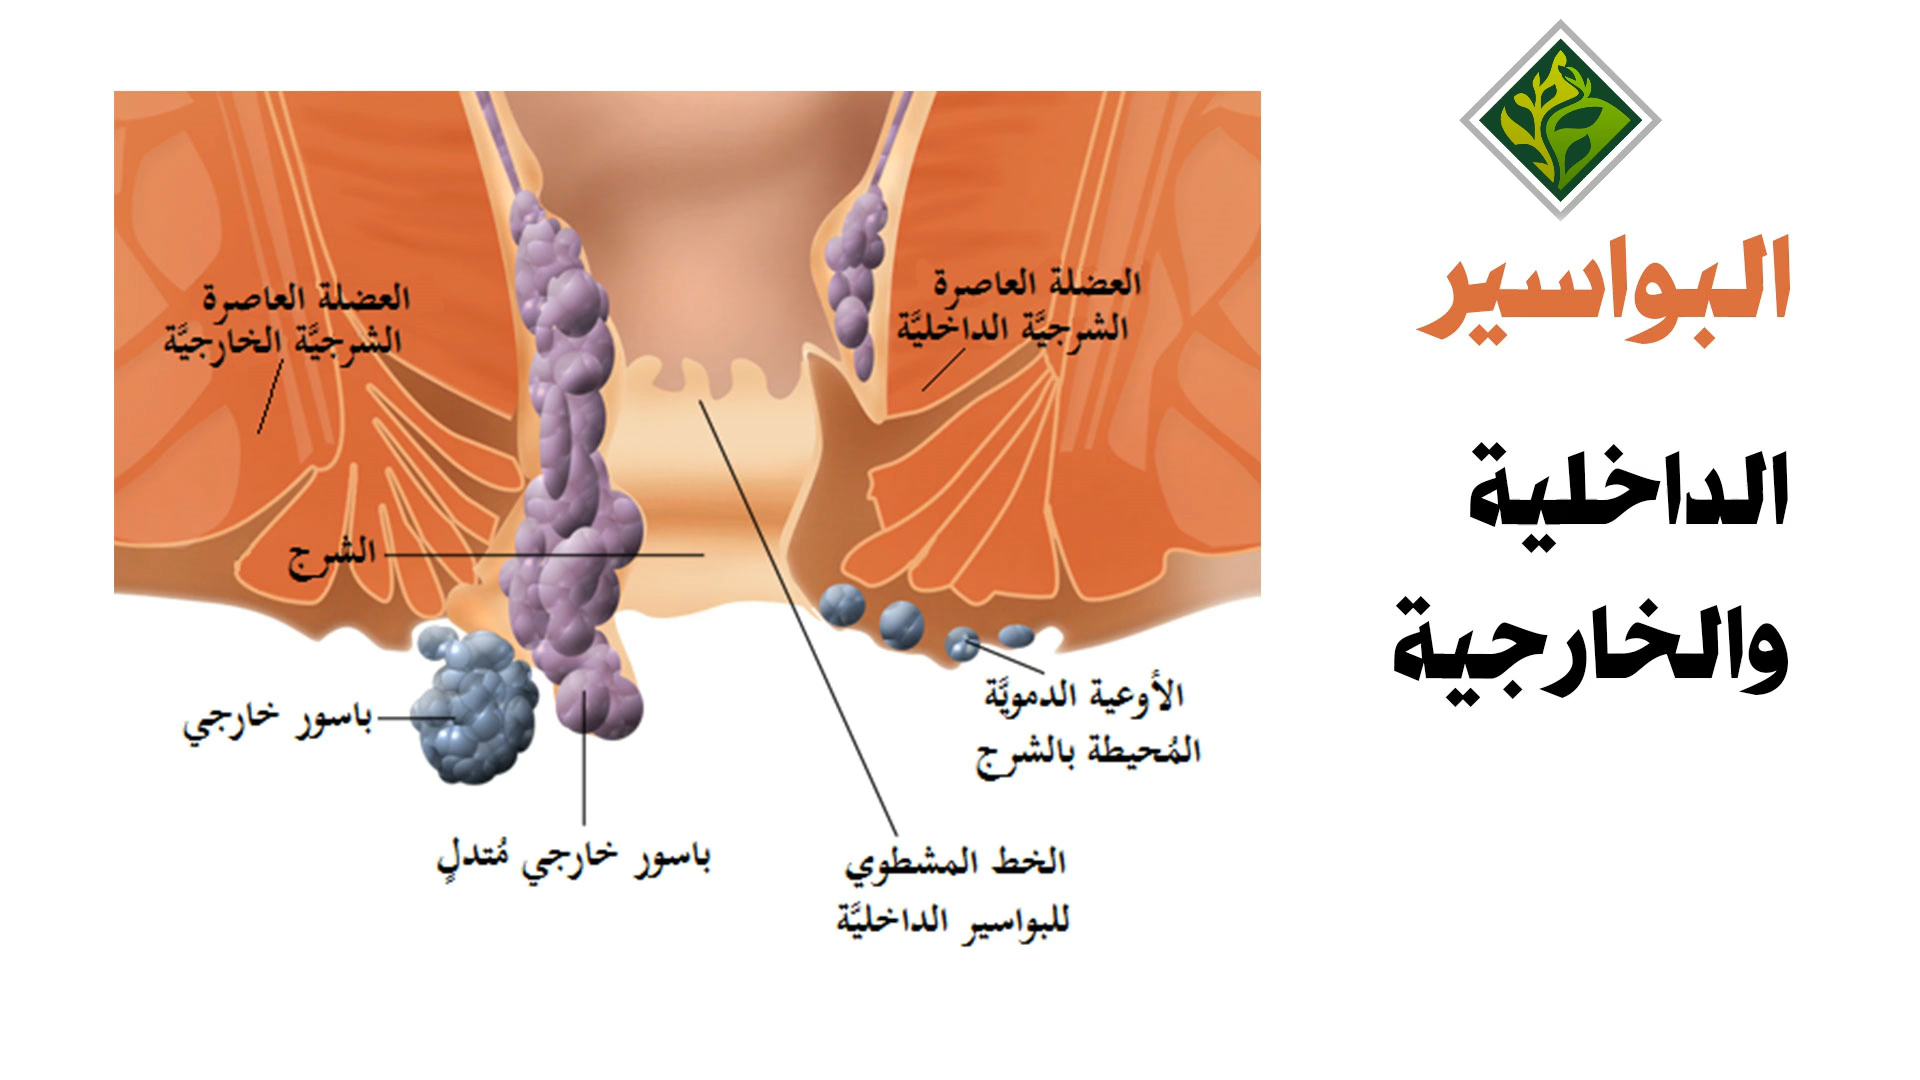 البواسير
الداخلية
والخارجية
العضلة العاصرة
الشرجيَّة الداخليَّة
العضلة العاصرة
الشرجيَّة الخارجيَّة
الشرج
الأوعية الدمويَّة
المُحيطة بالشرج
باسور خارجي
باسور خارجي مُتدلٍ
الخط المشطوي
للبواسير الداخليَّة